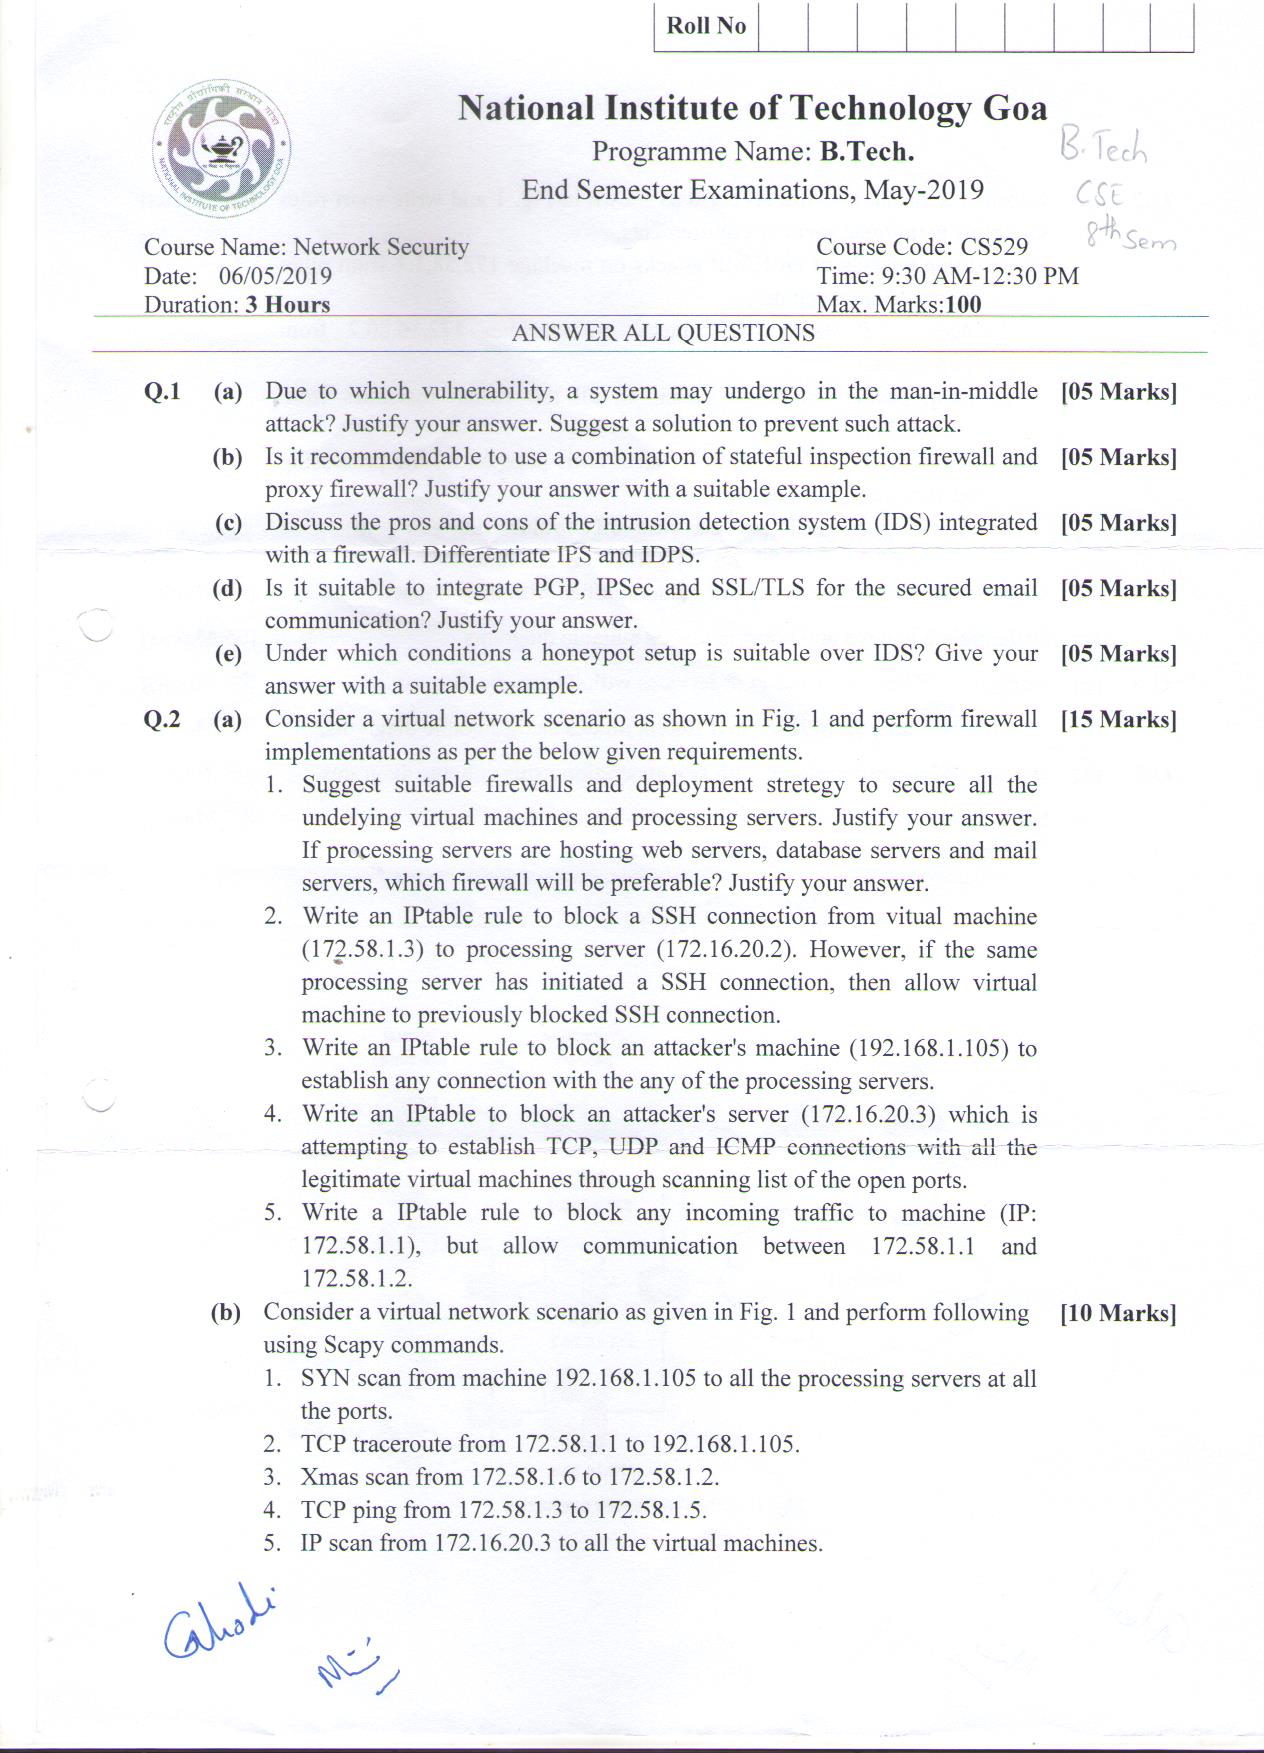 Roll No
National Institute of Technology Goa
Programme Name: B.Tech.
End Semester Examinations, May-2019
B.Tech
CSE
8th Sem
राष्ट्रीय प्रौद्योगिकी संस्थान गोवा
NATIONAL INSTITUTE OF TECHNOLOGY GOA
Course Name: Network Security
Course Code: CS529
Date: 06/05/2019
Time: 9:30 AM-12:30 PM
Duration: 3 Hours
Max. Marks:100
ANSWER ALL QUESTIONS
Q.1 (a) Due to which vulnerability, a system may undergo in the man-in-middle [05 Marks]
attack? Justify your answer. Suggest a solution to prevent such attack.
(b) Is it recommdendable to use a combination of stateful inspection firewall and [05 Marks]
proxy firewall? Justify your answer with a suitable example.
(c) Discuss the pros and cons of the intrusion detection system (IDS) integrated [05 Marks]
with a firewall. Differentiate IPS and IDPS.
(d) Is it suitable to integrate PGP, IPSec and SSL/TLS for the secured email [05 Marks]
communication? Justify your answer.
(e) Under which conditions a honeypot setup is suitable over IDS? Give your [05 Marks]
answer with a suitable example.
Q.2 (a) Consider a virtual network scenario as shown in Fig. 1 and perform firewall [15 Marks]
implementations as per the below given requirements.
1. Suggest suitable firewalls and deployment stretegy to secure all the
undelying virtual machines and processing servers. Justify your answer.
If processing servers are hosting web servers, database servers and mail
servers, which firewall will be preferable? Justify your answer.
2. Write an IPtable rule to block a SSH connection from vitual machine
(172.58.1.3) to processing server (172.16.20.2). However, if the same
processing server has initiated a SSH connection, then allow virtual
machine to previously blocked SSH connection.
3. Write an IPtable rule to block an attacker's machine (192.168.1.105) to
establish any connection with the any of the processing servers.
4. Write an IPtable to block an attacker's server (172.16.20.3) which is
attempting to establish TCP, UDP and ICMP connections with all the
legitimate virtual machines through scanning list of the open ports.
5. Write a IPtable rule to block any incoming traffic to machine (IP:
172.58.1.1), but allow communication between 172.58.1.1 and
172.58.1.2.
(b) Consider a virtual network scenario as given in Fig. 1 and perform following [10 Marks]
using Scapy commands.
1. SYN scan from machine 192.168.1.105 to all the processing servers at all
the ports.
2. TCP traceroute from 172.58.1.1 to 192.168.1.105.
3. Xmas scan from 172.58.1.6 to 172.58.1.2.
4. TCP ping from 172.58.1.3 to 172.58.1.5.
5. IP scan from 172.16.20.3 to all the virtual machines.